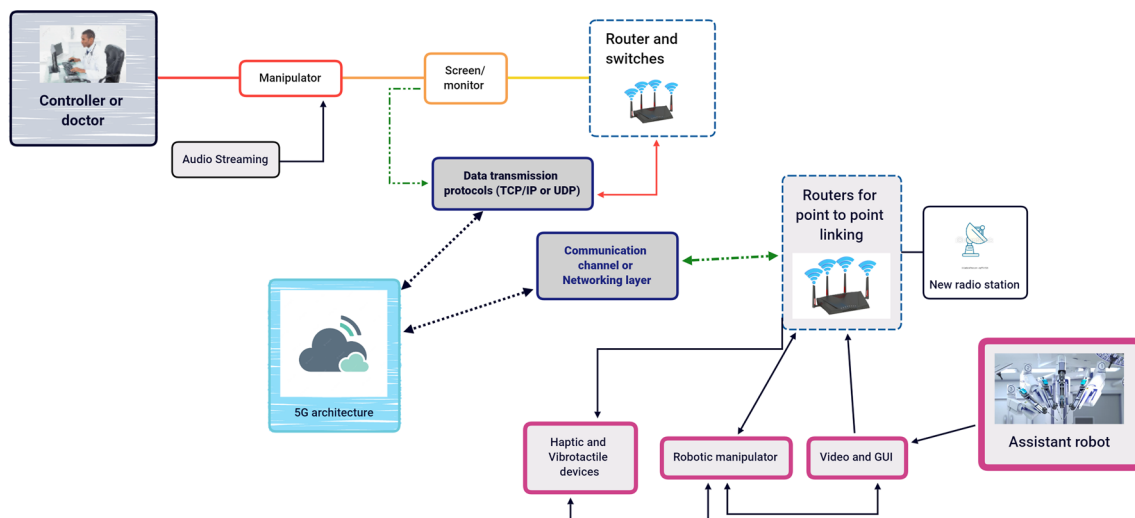 Controller or
doctor
Manipulator
Audio Streaming
Screen/
monitor
Router and
switches
Data transmission
protocols (TCP/IP or UDP)
Communication
channel or
Networking layer
Routers for
point to point
linking
New radio station
5G architecture
Haptic and
Vibrotactile
devices
Robotic manipulator
Video and GUI
Assistant robot